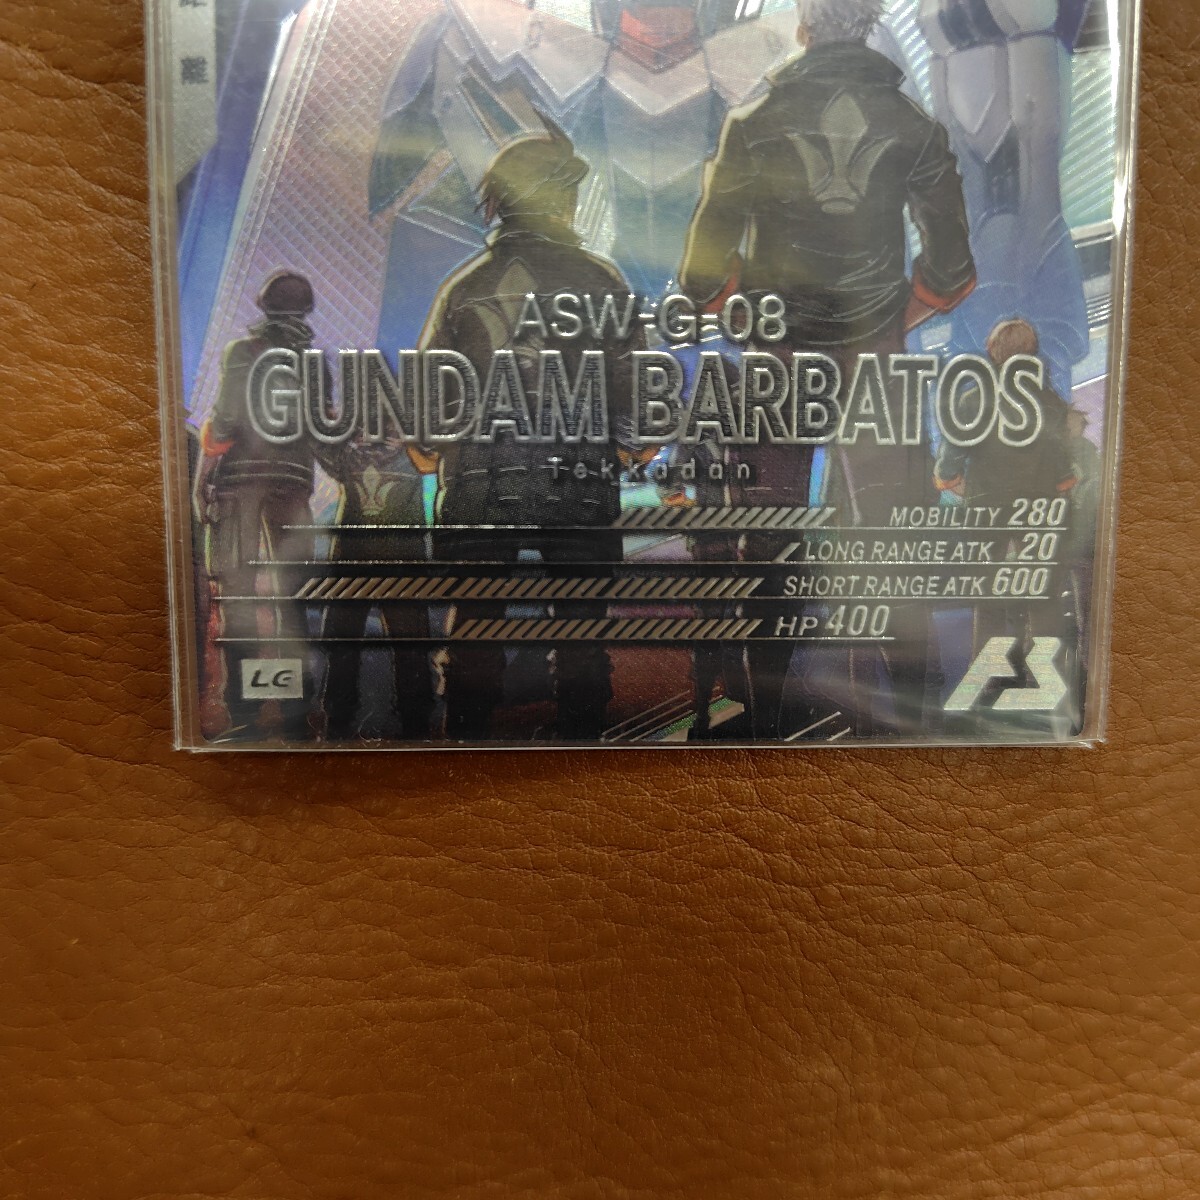 ASW-G-08
GUNDAM BARBATOS
Tekkadan
MOBILITY 280
LONG RANGE ATK 20
SHORT RANGE ATK 600
HP 400
LG